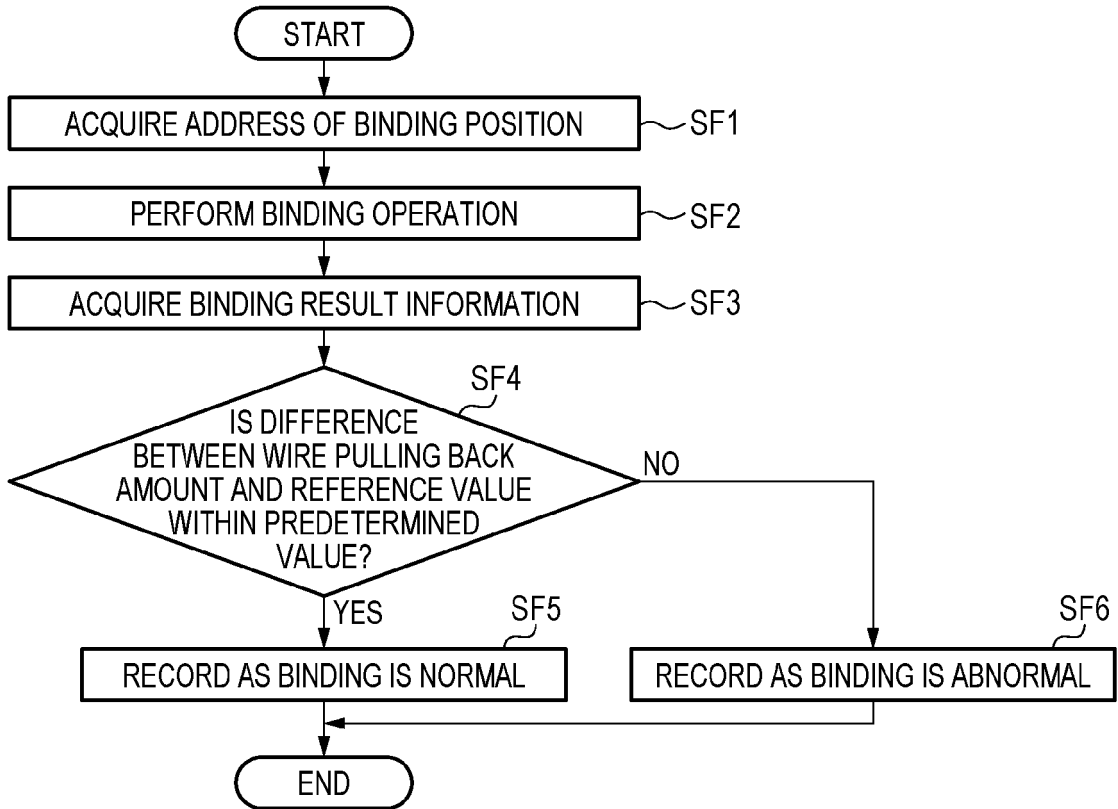 START
ACQUIRE ADDRESS OF BINDING POSITION
SF1
PERFORM BINDING OPERATION
SF2
ACQUIRE BINDING RESULT INFORMATION
SF3
SF4
IS DIFFERENCE
BETWEEN WIRE PULLING BACK
AMOUNT AND REFERENCE VALUE
WITHIN PREDETERMINED
VALUE?
NO
YES
SF5
RECORD AS BINDING IS NORMAL
SF6
RECORD AS BINDING IS ABNORMAL
END